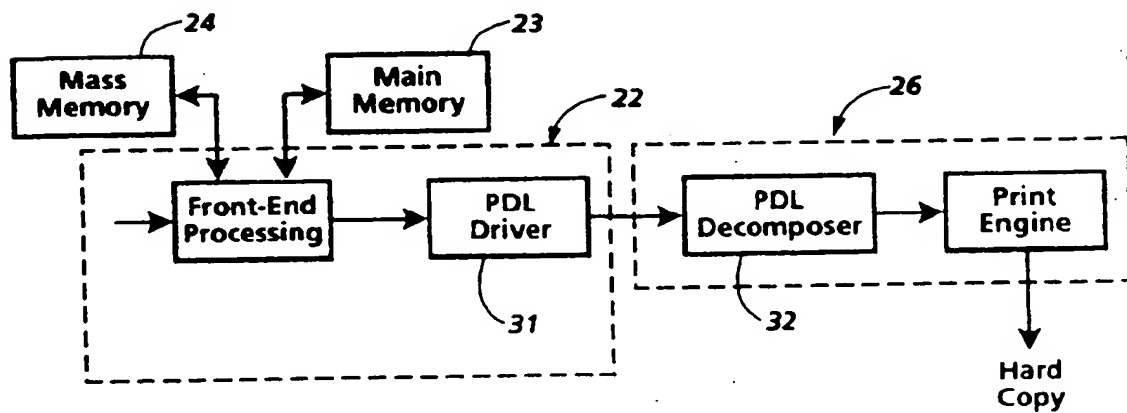 24
23
Mass
Memory
Main
Memory
22
26
Front-End
Processing
PDL
Driver
PDL
Decomposer
Print
Engine
31
32
Hard
Copy